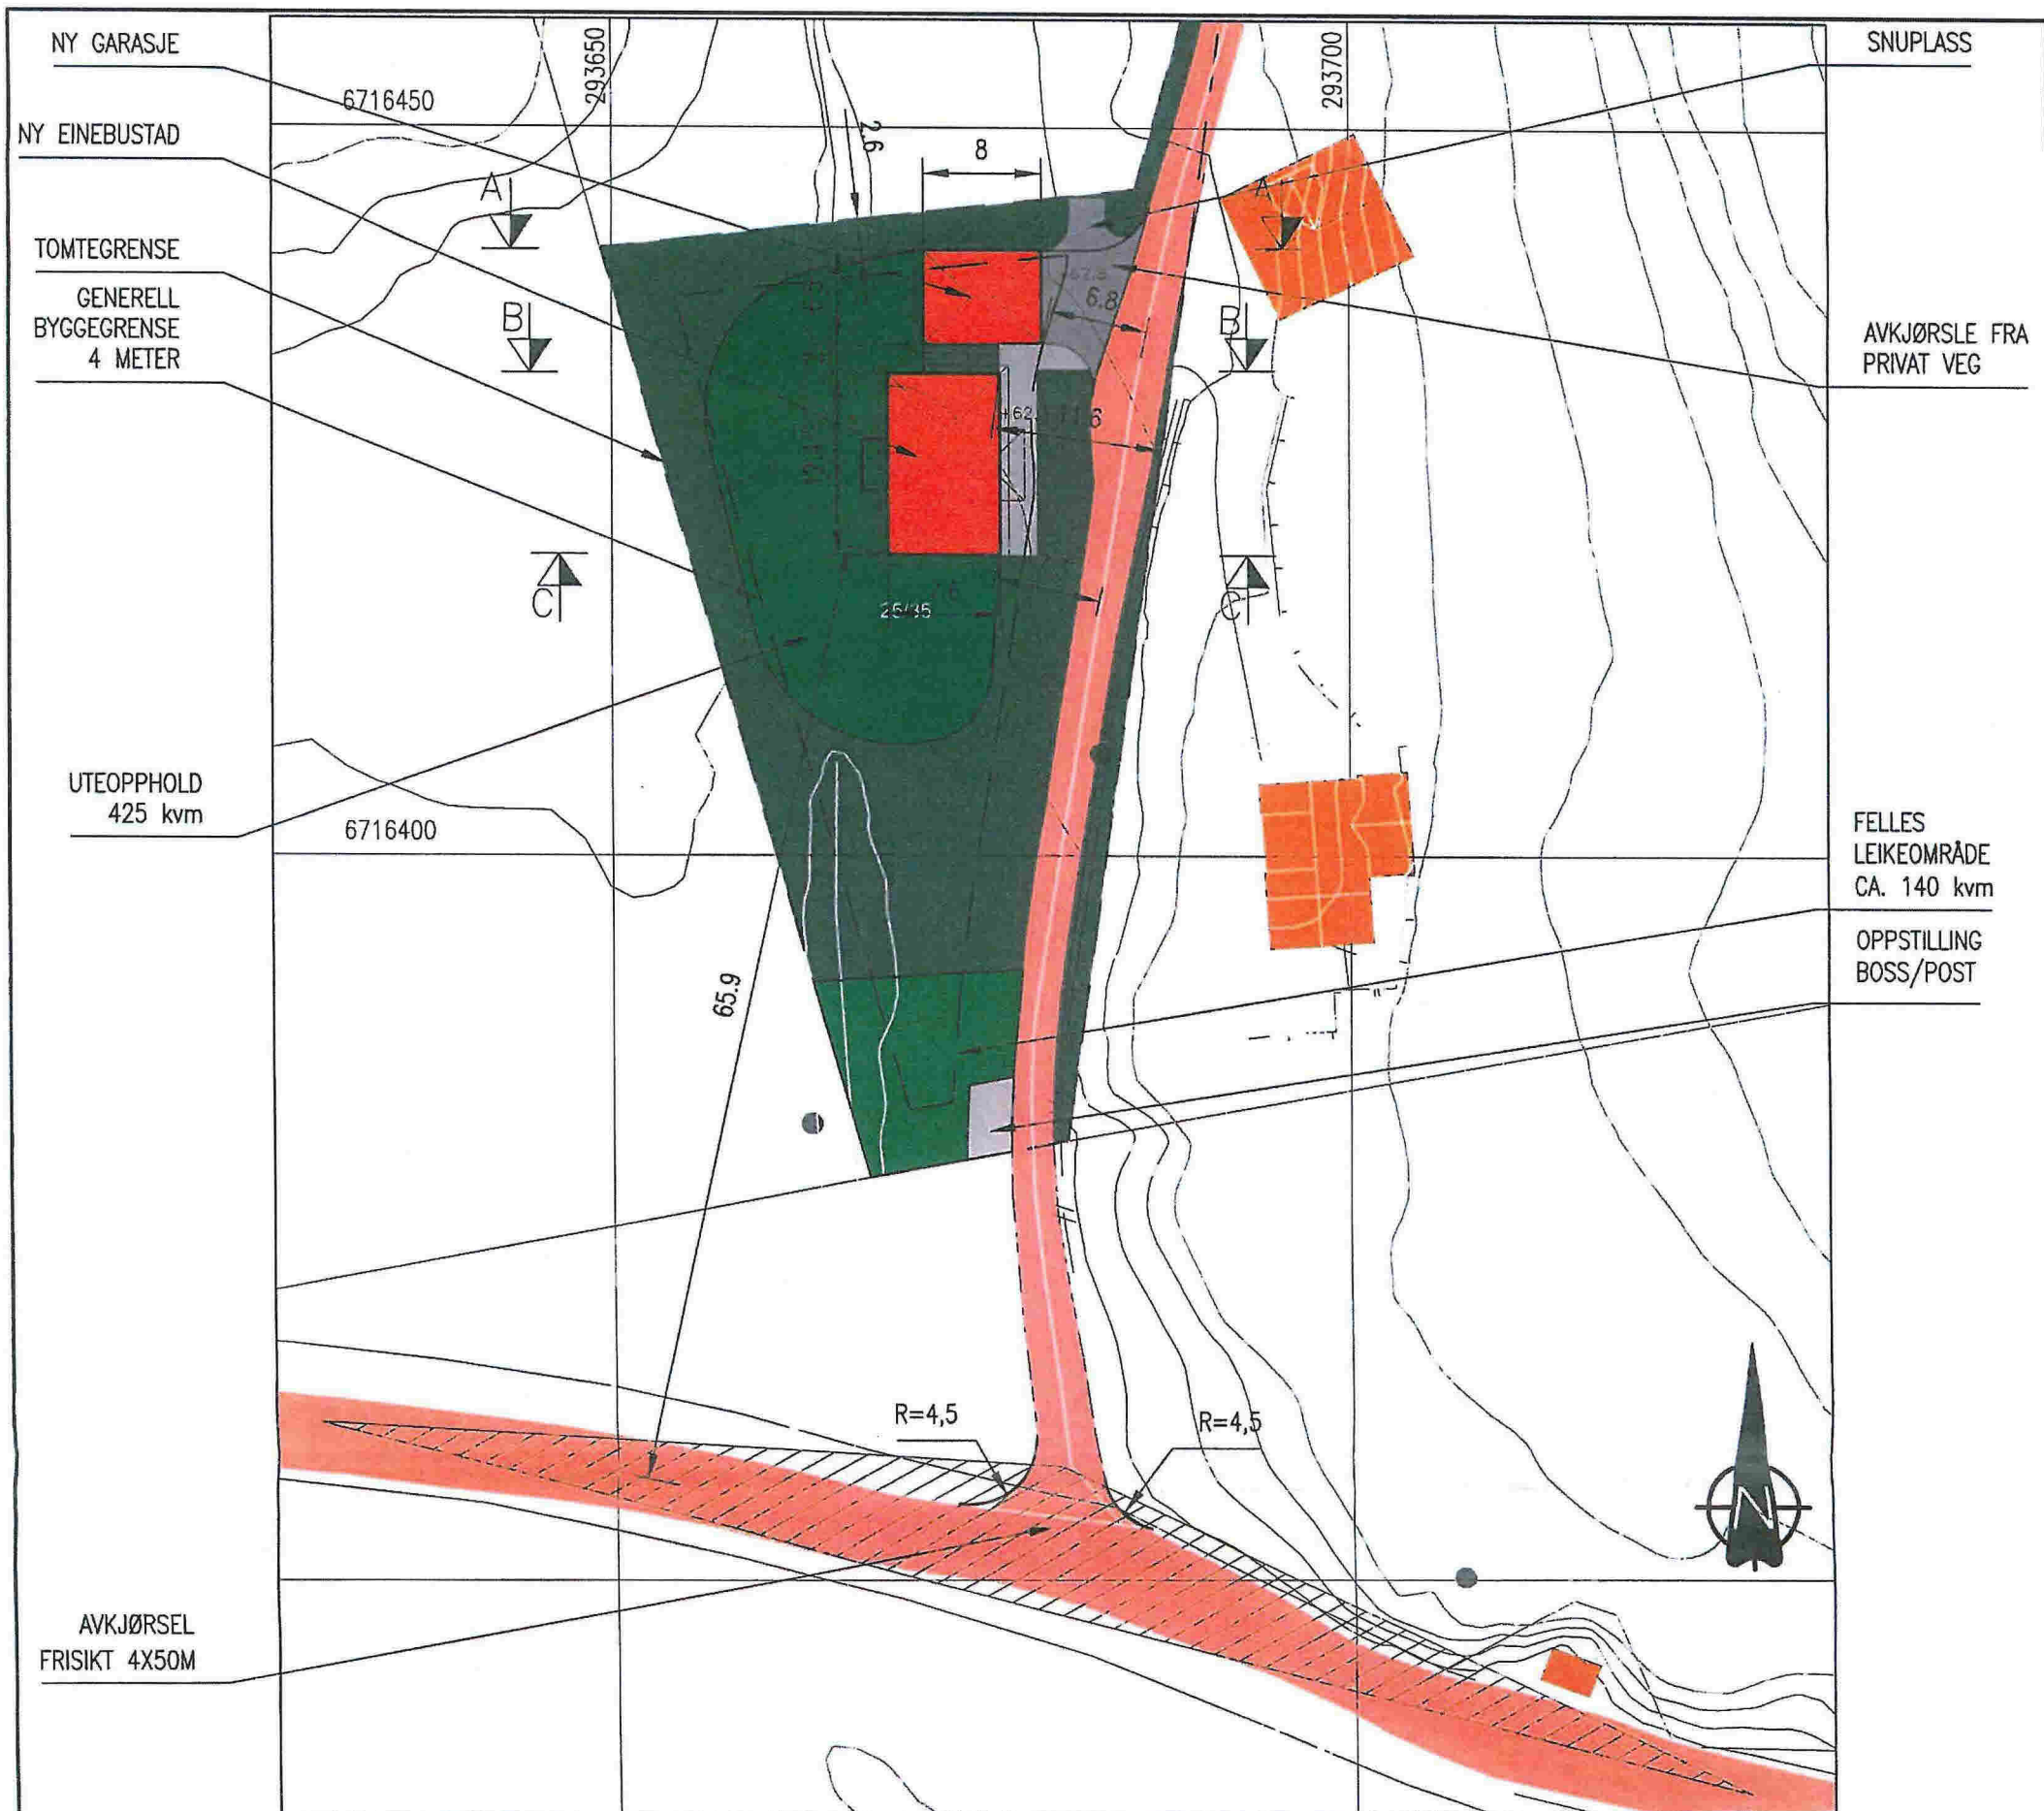 NY GARASJE
NY EINEBUSTAD
TOMTEGRENSE
GENERELL
BYGGEGRENSE
4 METER
UTEOPPHOLD
425 kvm
AVKJØRSEL
FRISIKT 4X50M
SNUPLASS
AVKJØRSLE FRA
PRIVAT VEG
FELLES
LEIKEOMRÅDE
CA. 140 kvm
OPPSTILLING
BOSS/POST
293650
293700
6716450
6716400
2.6
8
A
A
B
B
C
C
6.8
25/35
65.9
R=4,5
R=4,5
N